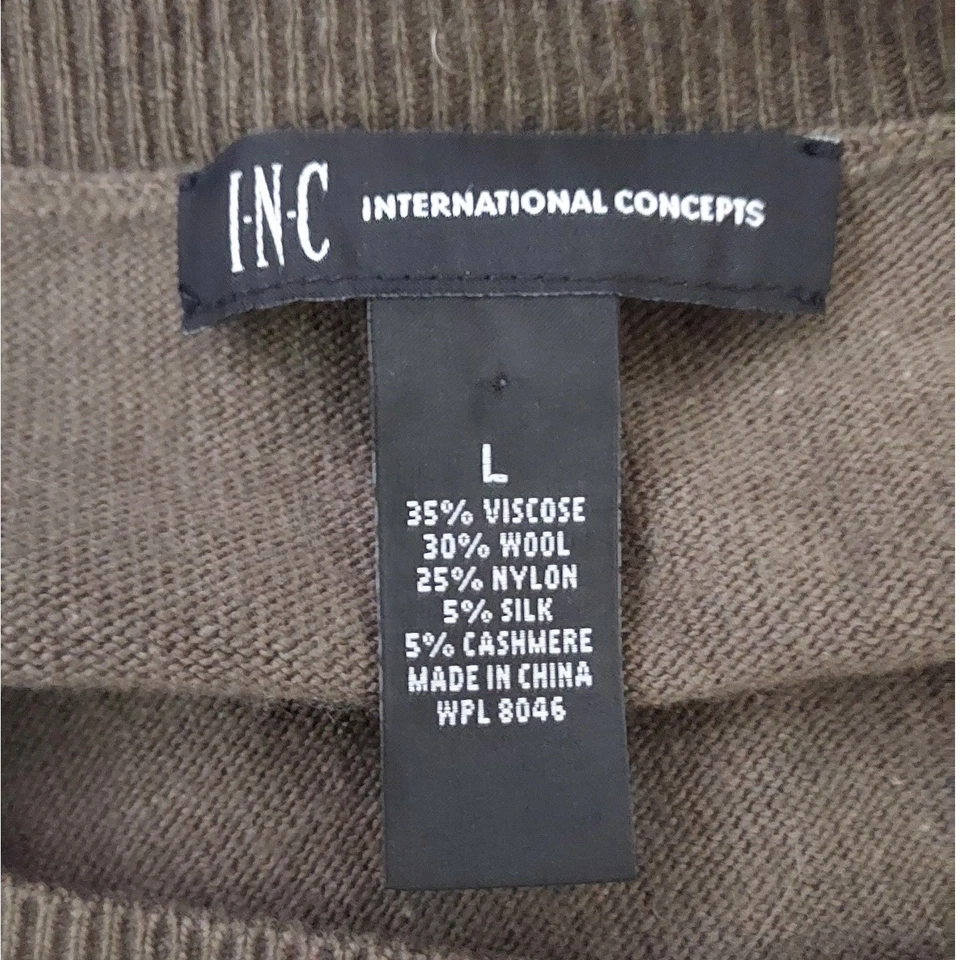 I·N·C INTERNATIONAL CONCEPTS
L
35% VISCOSE
30% WOOL
25% NYLON
5% SILK
5% CASHMERE
MADE IN CHINA
WPL 8046